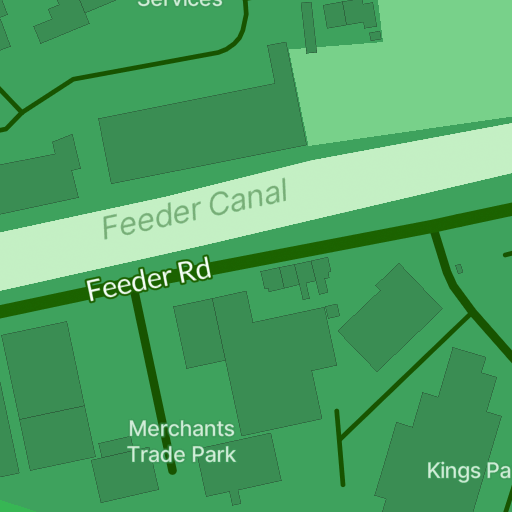 Services
Feeder Canal
Feeder Rd
Merchants
Trade Park
Kings Pa